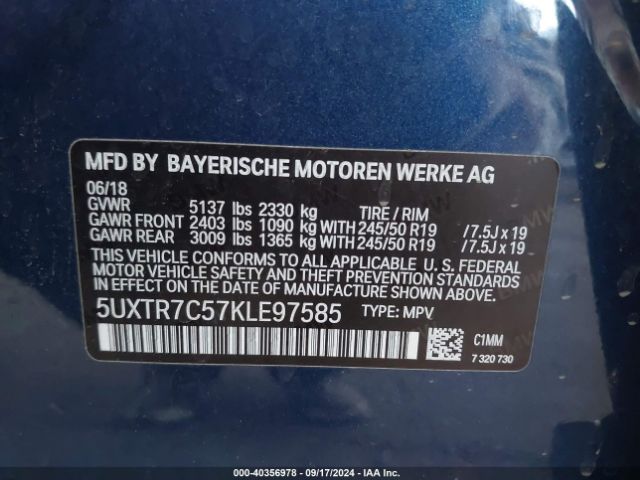 MFD BY BAYERISCHE MOTOREN WERKE AG
06/18
GVWR 5137 lbs 2330 kg TIRE / RIM
GAWR FRONT 2403 lbs 1090 kg WITH 245/50 R19 /7.5J x 19
GAWR REAR 3009 lbs 1365 kg WITH 245/50 R19 /7.5J x 19
THIS VEHICLE CONFORMS TO ALL APPLICABLE U. S. FEDERAL
MOTOR VEHICLE SAFETY, BUMPER, AND THEFT PREVENTION STANDARDS
IN EFFECT ON THE DATE OF MANUFACTURE SHOWN ABOVE.
5UXTR7C57KLE97585 TYPE: MPV
C1MM
7 320 730
000-40356978 - 09/17/2024 - IAA